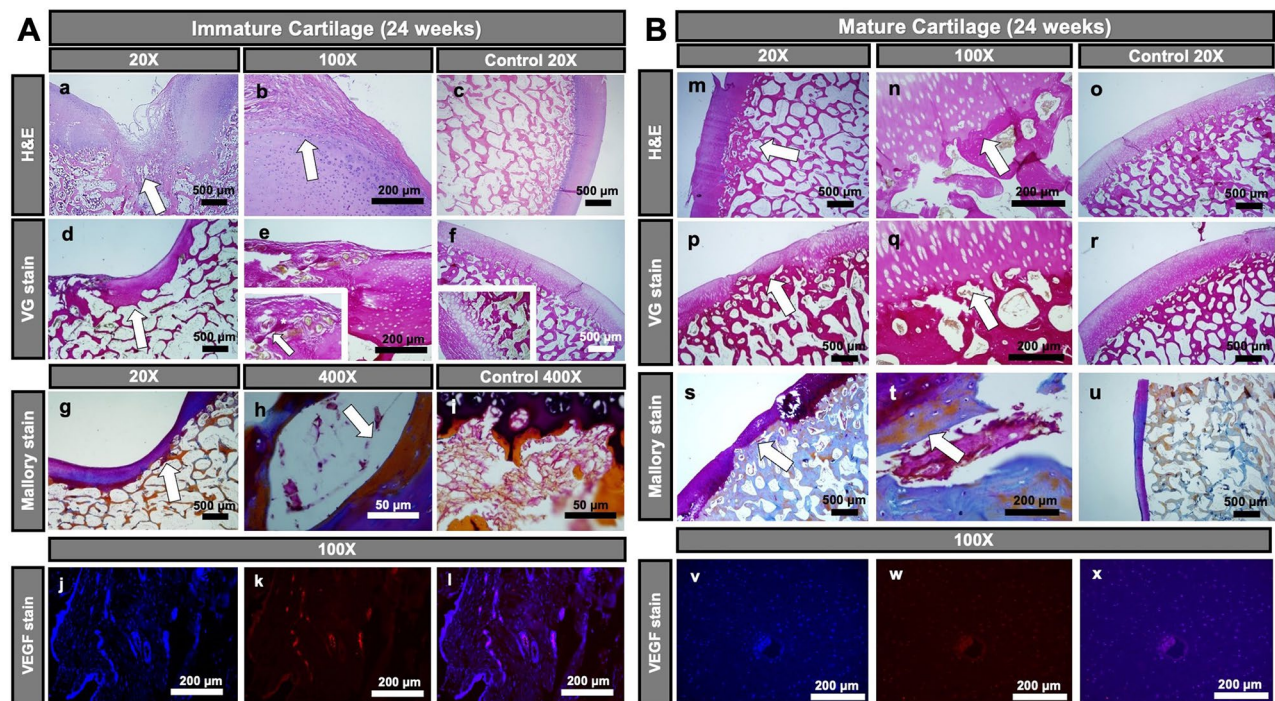 A
Immature Cartilage (24 weeks)
20X
100X
Control 20X
H&E
a
500 µm
b
200 µm
c
500 µm
VG stain
d
500 µm
e
200 µm
f
500 µm
20X
400X
Control 400X
Mallory stain
g
500 µm
h
50 µm
i
50 µm
100X
VEGF stain
j
200 µm
k
200 µm
l
200 µm
B
Mature Cartilage (24 weeks)
20X
100X
Control 20X
H&E
m
500 µm
n
200 µm
o
500 µm
VG stain
p
500 µm
q
200 µm
r
500 µm
Mallory stain
s
500 µm
t
200 µm
u
500 µm
100X
VEGF stain
v
200 µm
w
200 µm
x
200 µm